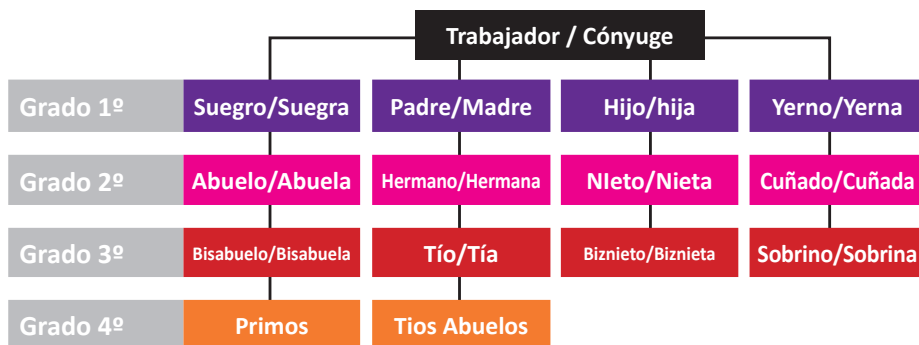 Trabajador / Cónyuge
Grado 1º Suegro/Suegra Padre/Madre Hijo/hija Yerno/Yerna
Grado 2º Abuelo/Abuela Hermano/Hermana NIeto/Nieta Cuñado/Cuñada
Grado 3º Bisabuelo/Bisabuela Tío/Tía Biznieto/Biznieta Sobrino/Sobrina
Grado 4º Primos Tios Abuelos